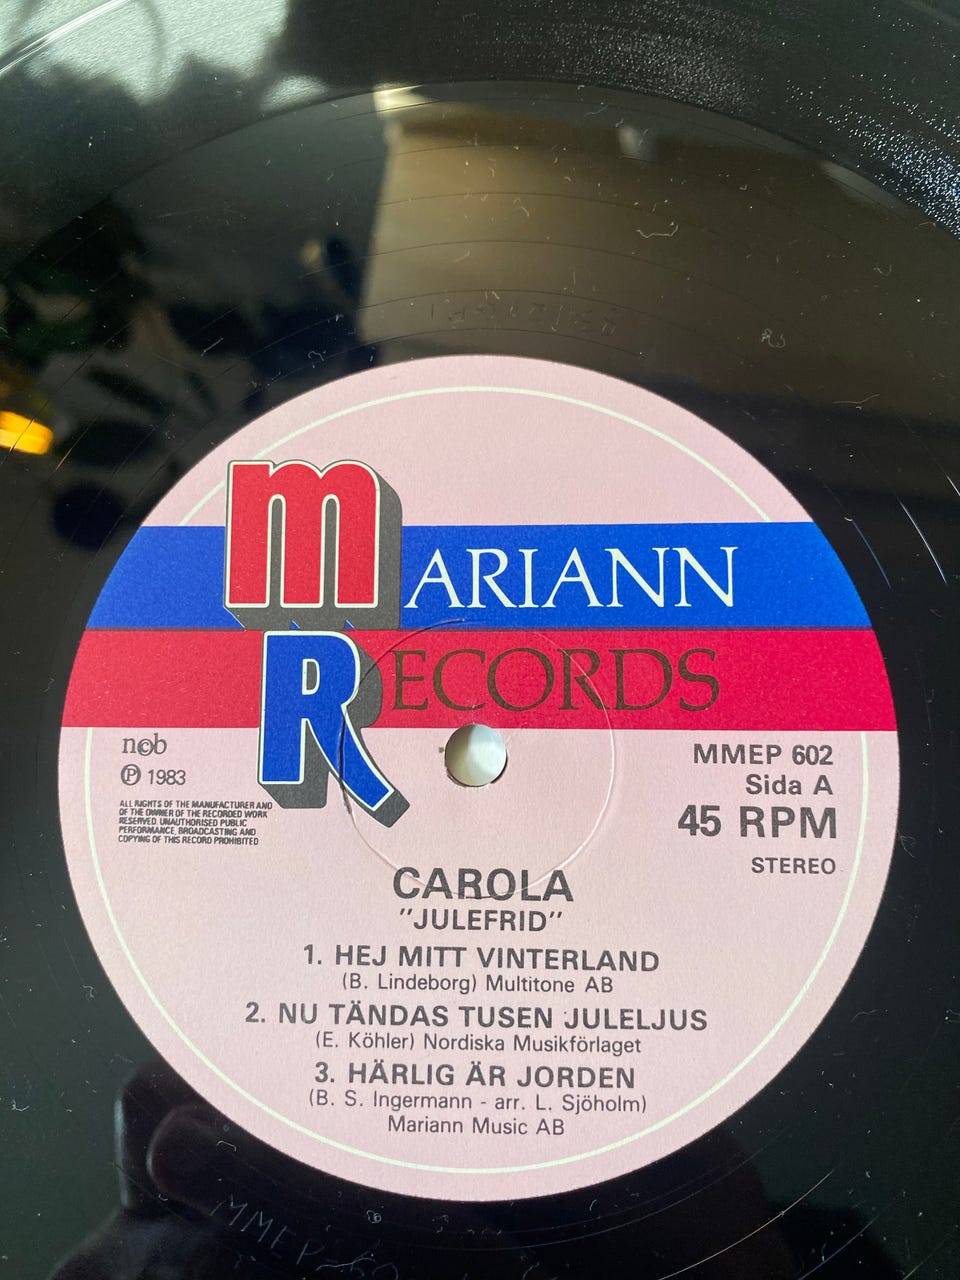 MARIANN
RECORDS
ncb
Ⓟ 1983
ALL RIGHTS OF THE MANUFACTURER AND
OF THE OWNER OF THE RECORDED WORK
RESERVED. UNAUTHORISED PUBLIC
PERFORMANCE, BROADCASTING AND
COPYING OF THIS RECORD PROHIBITED
MMEP 602
Sida A
45 RPM
STEREO
CAROLA
"JULEFRID"
1. HEJ MITT VINTERLAND
(B. Lindeborg) Multitone AB
2. NU TÄNDAS TUSEN JULELJUS
(E. Köhler) Nordiska Musikförlaget
3. HÄRLIG ÄR JORDEN
(B. S. Ingermann - arr. L. Sjöholm)
Mariann Music AB
MMEP-60